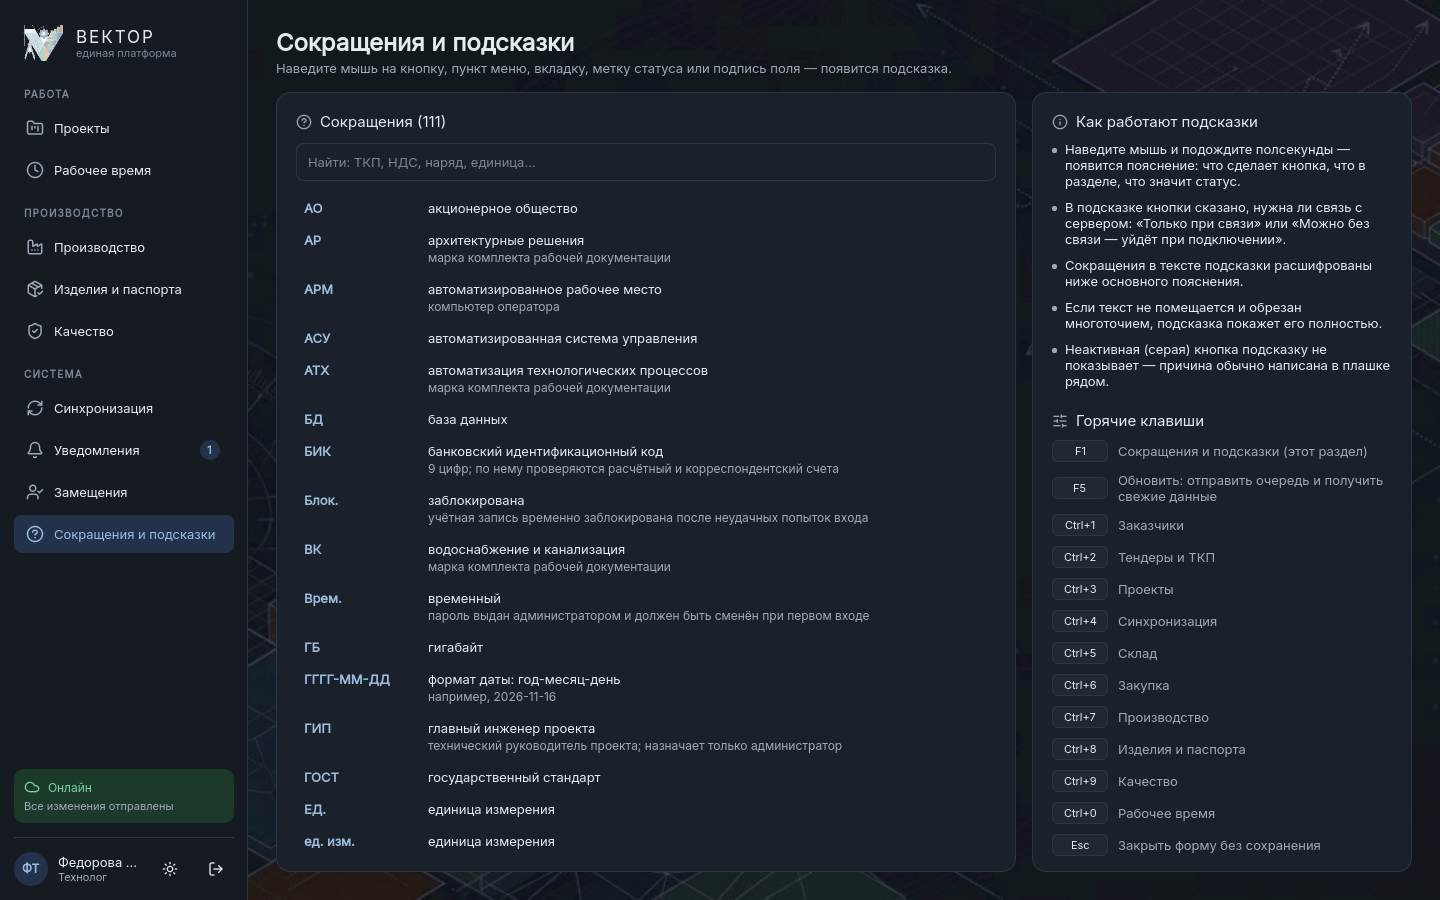 ВЕКТОР
единая платформа
РАБОТА
Проекты
Рабочее время
ПРОИЗВОДСТВО
Производство
Изделия и паспорта
Качество
СИСТЕМА
Синхронизация
Уведомления 1
Замещения
Сокращения и подсказки
Онлайн
Все изменения отправлены
ФТ
Федорова ...
Технолог
Сокращения и подсказки
Наведите мышь на кнопку, пункт меню, вкладку, метку статуса или подпись поля — появится подсказка.
Сокращения (111)
Найти: ТКП, НДС, наряд, единица...
АО акционерное общество
АР архитектурные решения
марка комплекта рабочей документации
АРМ автоматизированное рабочее место
компьютер оператора
АСУ автоматизированная система управления
АТХ автоматизация технологических процессов
марка комплекта рабочей документации
БД база данных
БИК банковский идентификационный код
9 цифр; по нему проверяются расчётный и корреспондентский счета
Блок. заблокирована
учётная запись временно заблокирована после неудачных попыток входа
ВК водоснабжение и канализация
марка комплекта рабочей документации
Врем. временный
пароль выдан администратором и должен быть сменён при первом входе
ГБ гигабайт
ГГГГ-ММ-ДД формат даты: год-месяц-день
например, 2026-11-16
ГИП главный инженер проекта
технический руководитель проекта; назначает только администратор
ГОСТ государственный стандарт
ЕД. единица измерения
ед. изм. единица измерения
Как работают подсказки
Наведите мышь и подождите полсекунды —
появится пояснение: что сделает кнопка, что в
разделе, что значит статус.
В подсказке кнопки сказано, нужна ли связь с
сервером: «Только при связи» или «Можно без
связи — уйдёт при подключении».
Сокращения в тексте подсказки расшифрованы
ниже основного пояснения.
Если текст не помещается и обрезан
многоточием, подсказка покажет его полностью.
Неактивная (серая) кнопка подсказку не
показывает — причина обычно написана в плашке
рядом.
Горячие клавиши
F1 Сокращения и подсказки (этот раздел)
F5 Обновить: отправить очередь и получить
свежие данные
Ctrl+1 Заказчики
Ctrl+2 Тендеры и ТКП
Ctrl+3 Проекты
Ctrl+4 Синхронизация
Ctrl+5 Склад
Ctrl+6 Закупка
Ctrl+7 Производство
Ctrl+8 Изделия и паспорта
Ctrl+9 Качество
Ctrl+0 Рабочее время
Esc Закрыть форму без сохранения